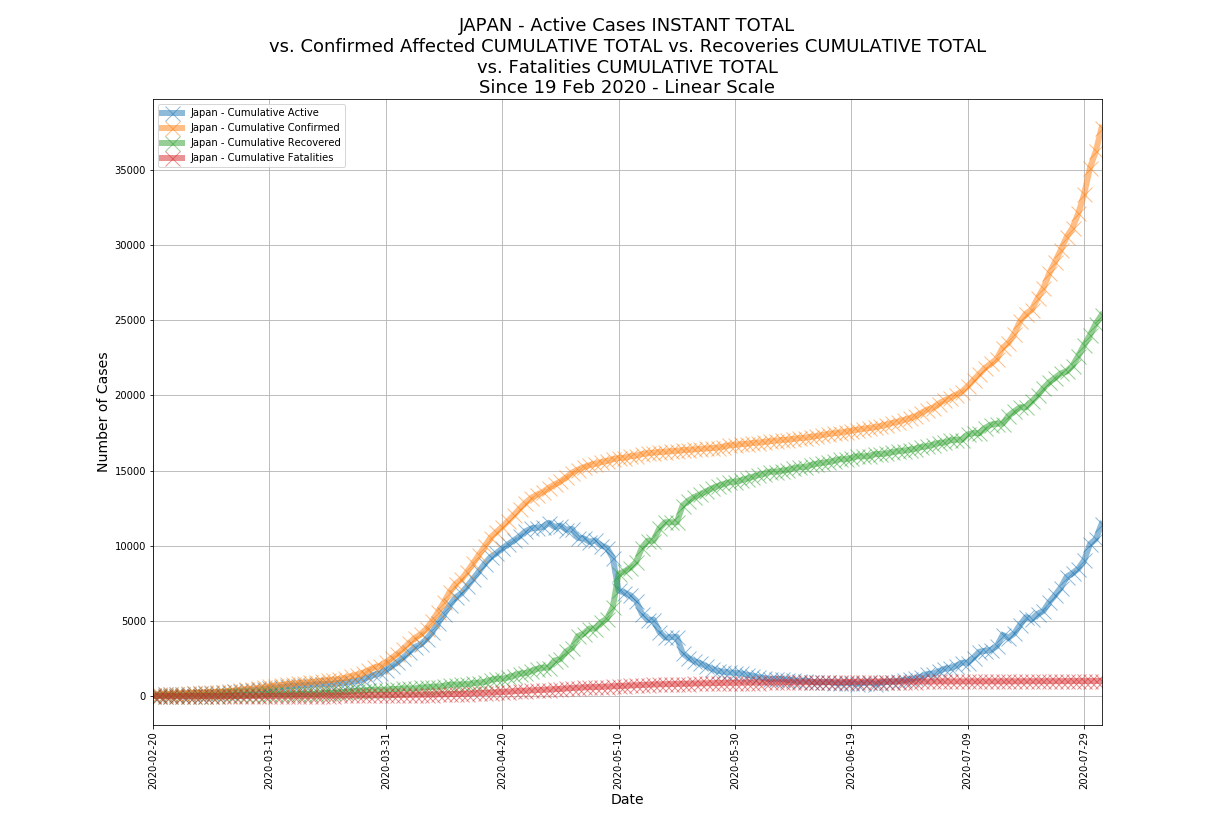 JAPAN - Active Cases INSTANT TOTAL
vs. Confirmed Affected CUMULATIVE TOTAL vs. Recoveries CUMULATIVE TOTAL
vs. Fatalities CUMULATIVE TOTAL
Since 19 Feb 2020 - Linear Scale
Japan - Cumulative Active
Japan - Cumulative Confirmed
Japan - Cumulative Recovered
Japan - Cumulative Fatalities
Number of Cases
35000
30000
25000
20000
15000
10000
5000
0
2020-02-20
2020-03-11
2020-03-31
2020-04-20
2020-05-10
2020-05-30
2020-06-19
2020-07-09
2020-07-29
Date